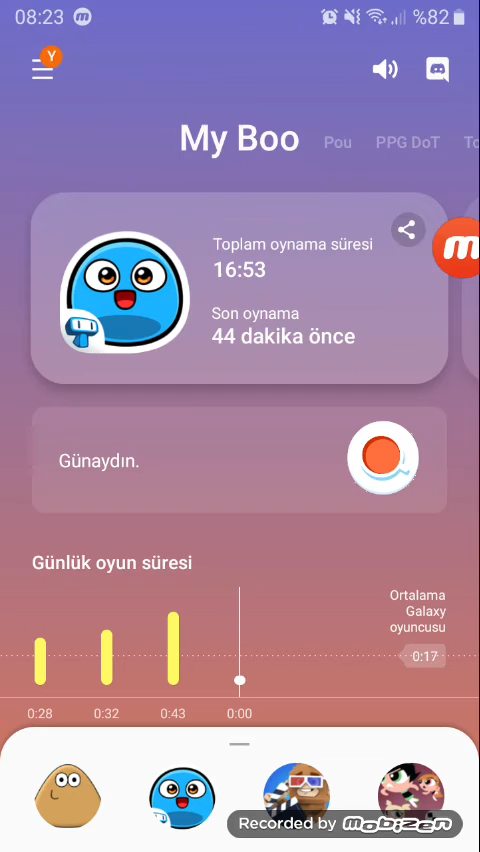 08:23 %82
Y
My Boo Pou PPG DoT To
Toplam oynama süresi
16:53
Son oynama
44 dakika önce
Günaydın.
Günlük oyun süresi
Ortalama
Galaxy
oyuncusu
0:17
0:28 0:32 0:43 0:00
Recorded by mobizen